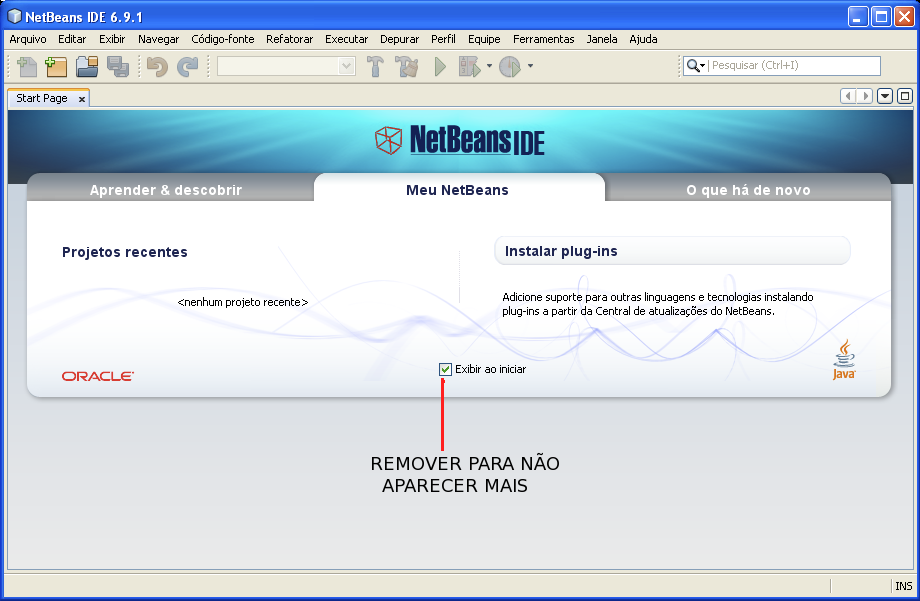 NetBeans IDE 6.9.1
Arquivo Editar Exibir Navegar Código-fonte Refatorar Executar Depurar Perfil Equipe Ferramentas Janela Ajuda
Pesquisar (Ctrl+I)
Start Page
NetBeans IDE
Aprender & descobrir Meu NetBeans O que há de novo
Projetos recentes
Instalar plug-ins
<nenhum projeto recente>
Adicione suporte para outras linguagens e tecnologias instalando
plug-ins a partir da Central de atualizações do NetBeans.
Exibir ao iniciar
ORACLE
Java
REMOVER PARA NÃO
APARECER MAIS
INS